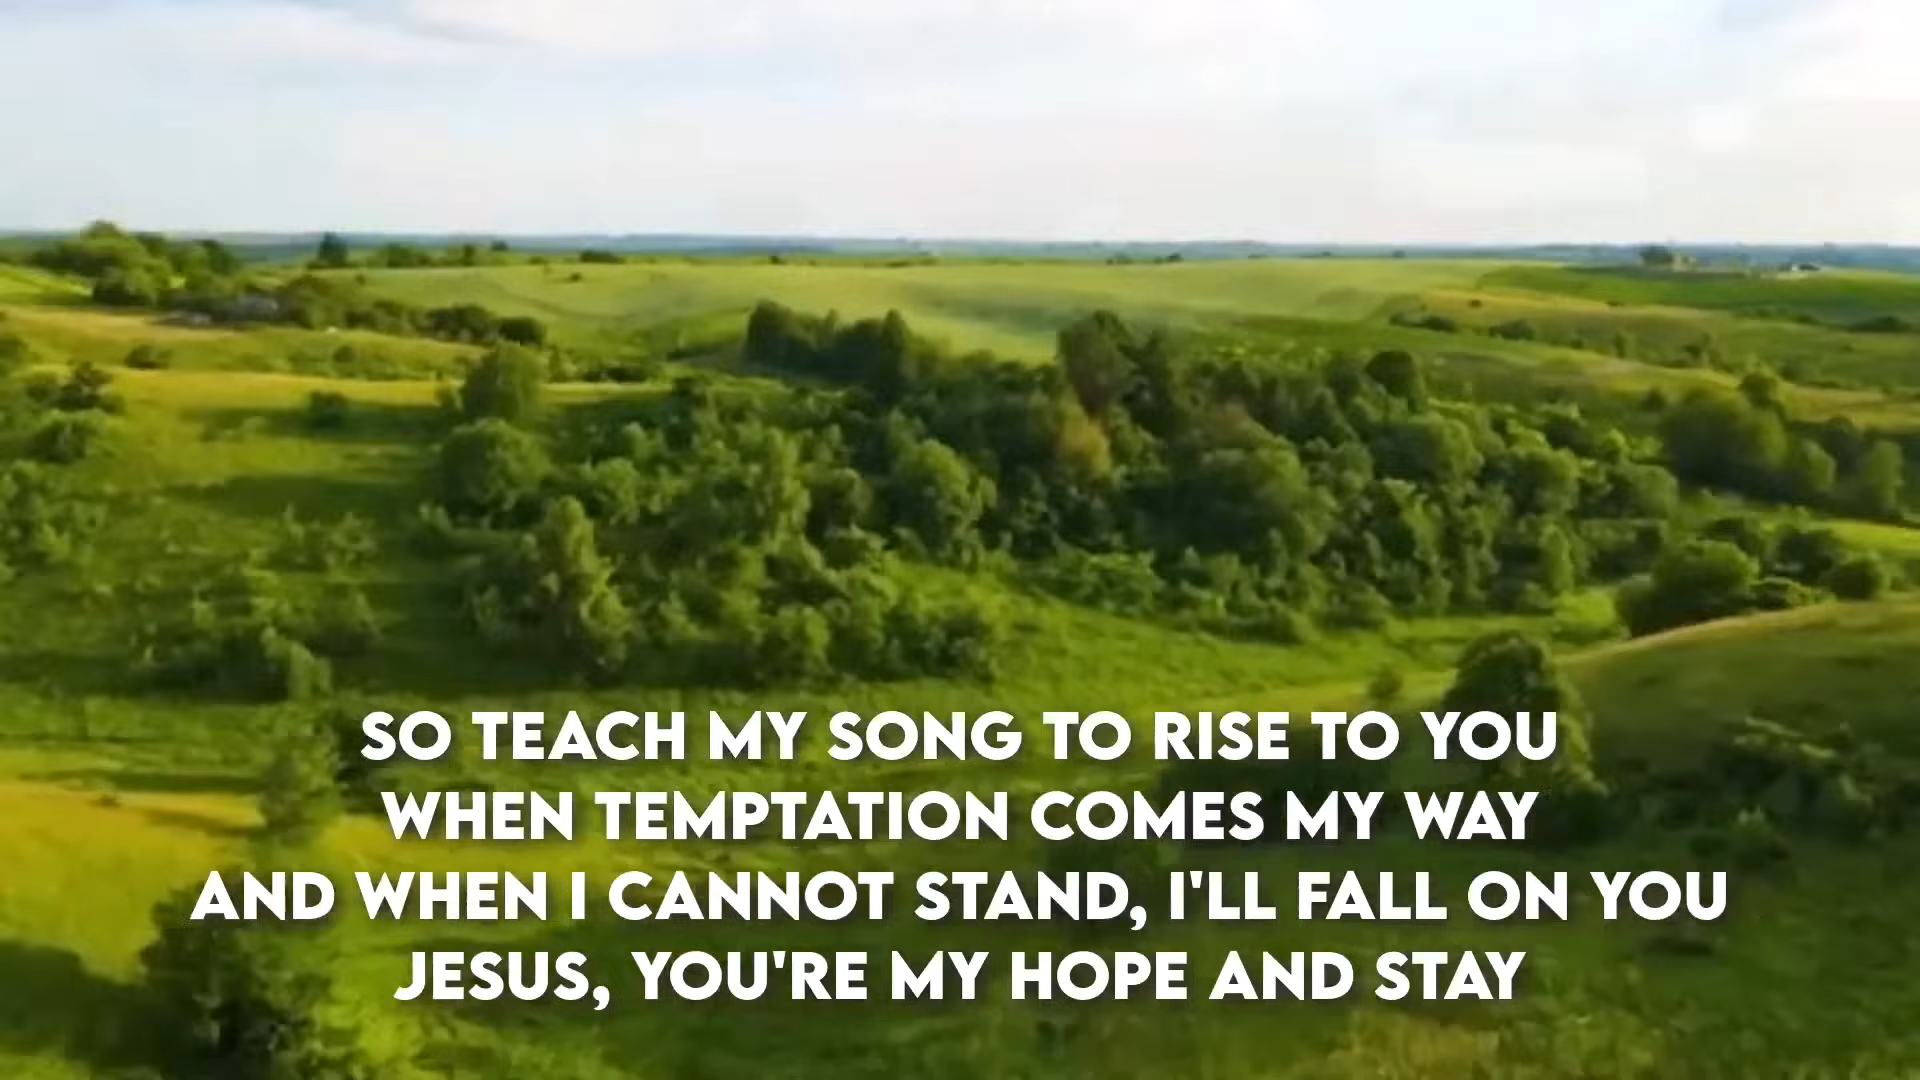 SO TEACH MY SONG TO RISE TO YOU
WHEN TEMPTATION COMES MY WAY
AND WHEN I CANNOT STAND, I'LL FALL ON YOU
JESUS, YOU'RE MY HOPE AND STAY